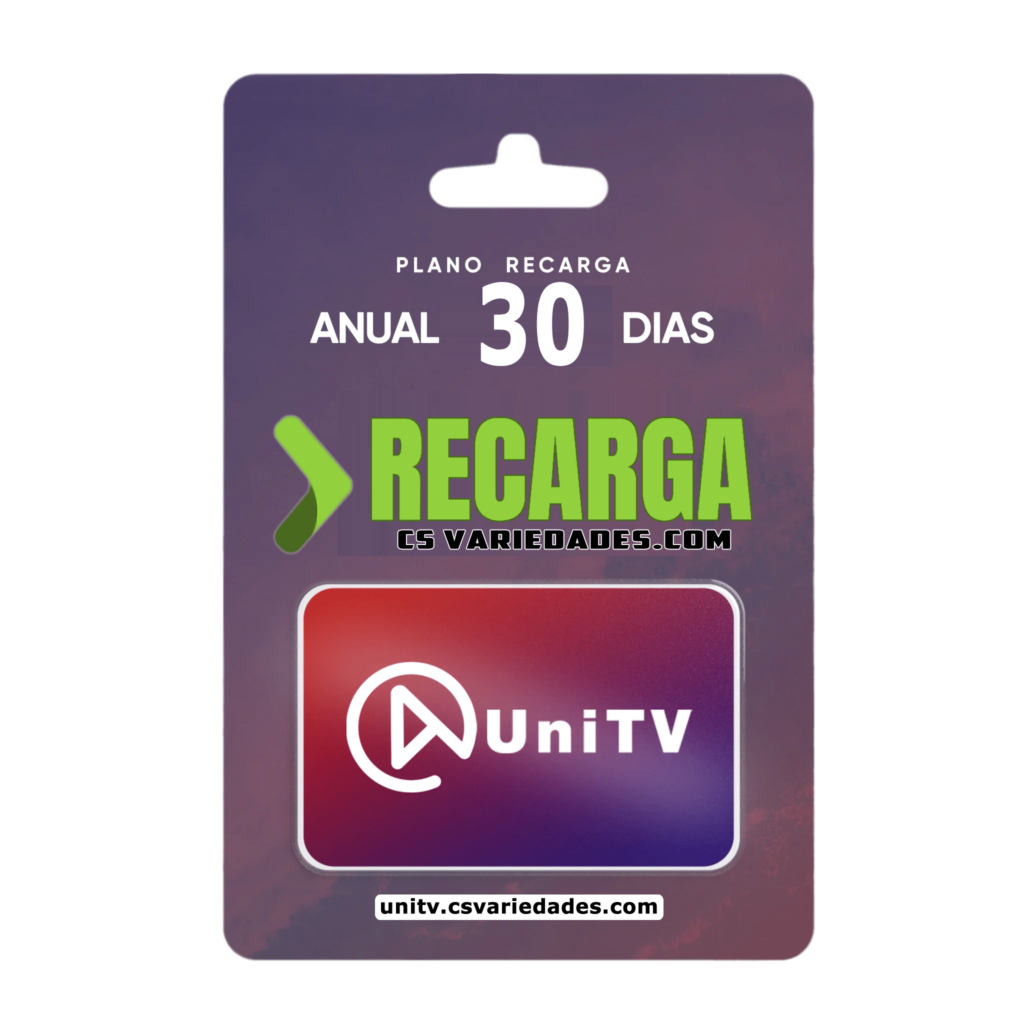 PLANO RECARGA
ANUAL 30 DIAS
RECARGA
CS VARIEDADES.COM
UniTV
unitv.csvariedades.com